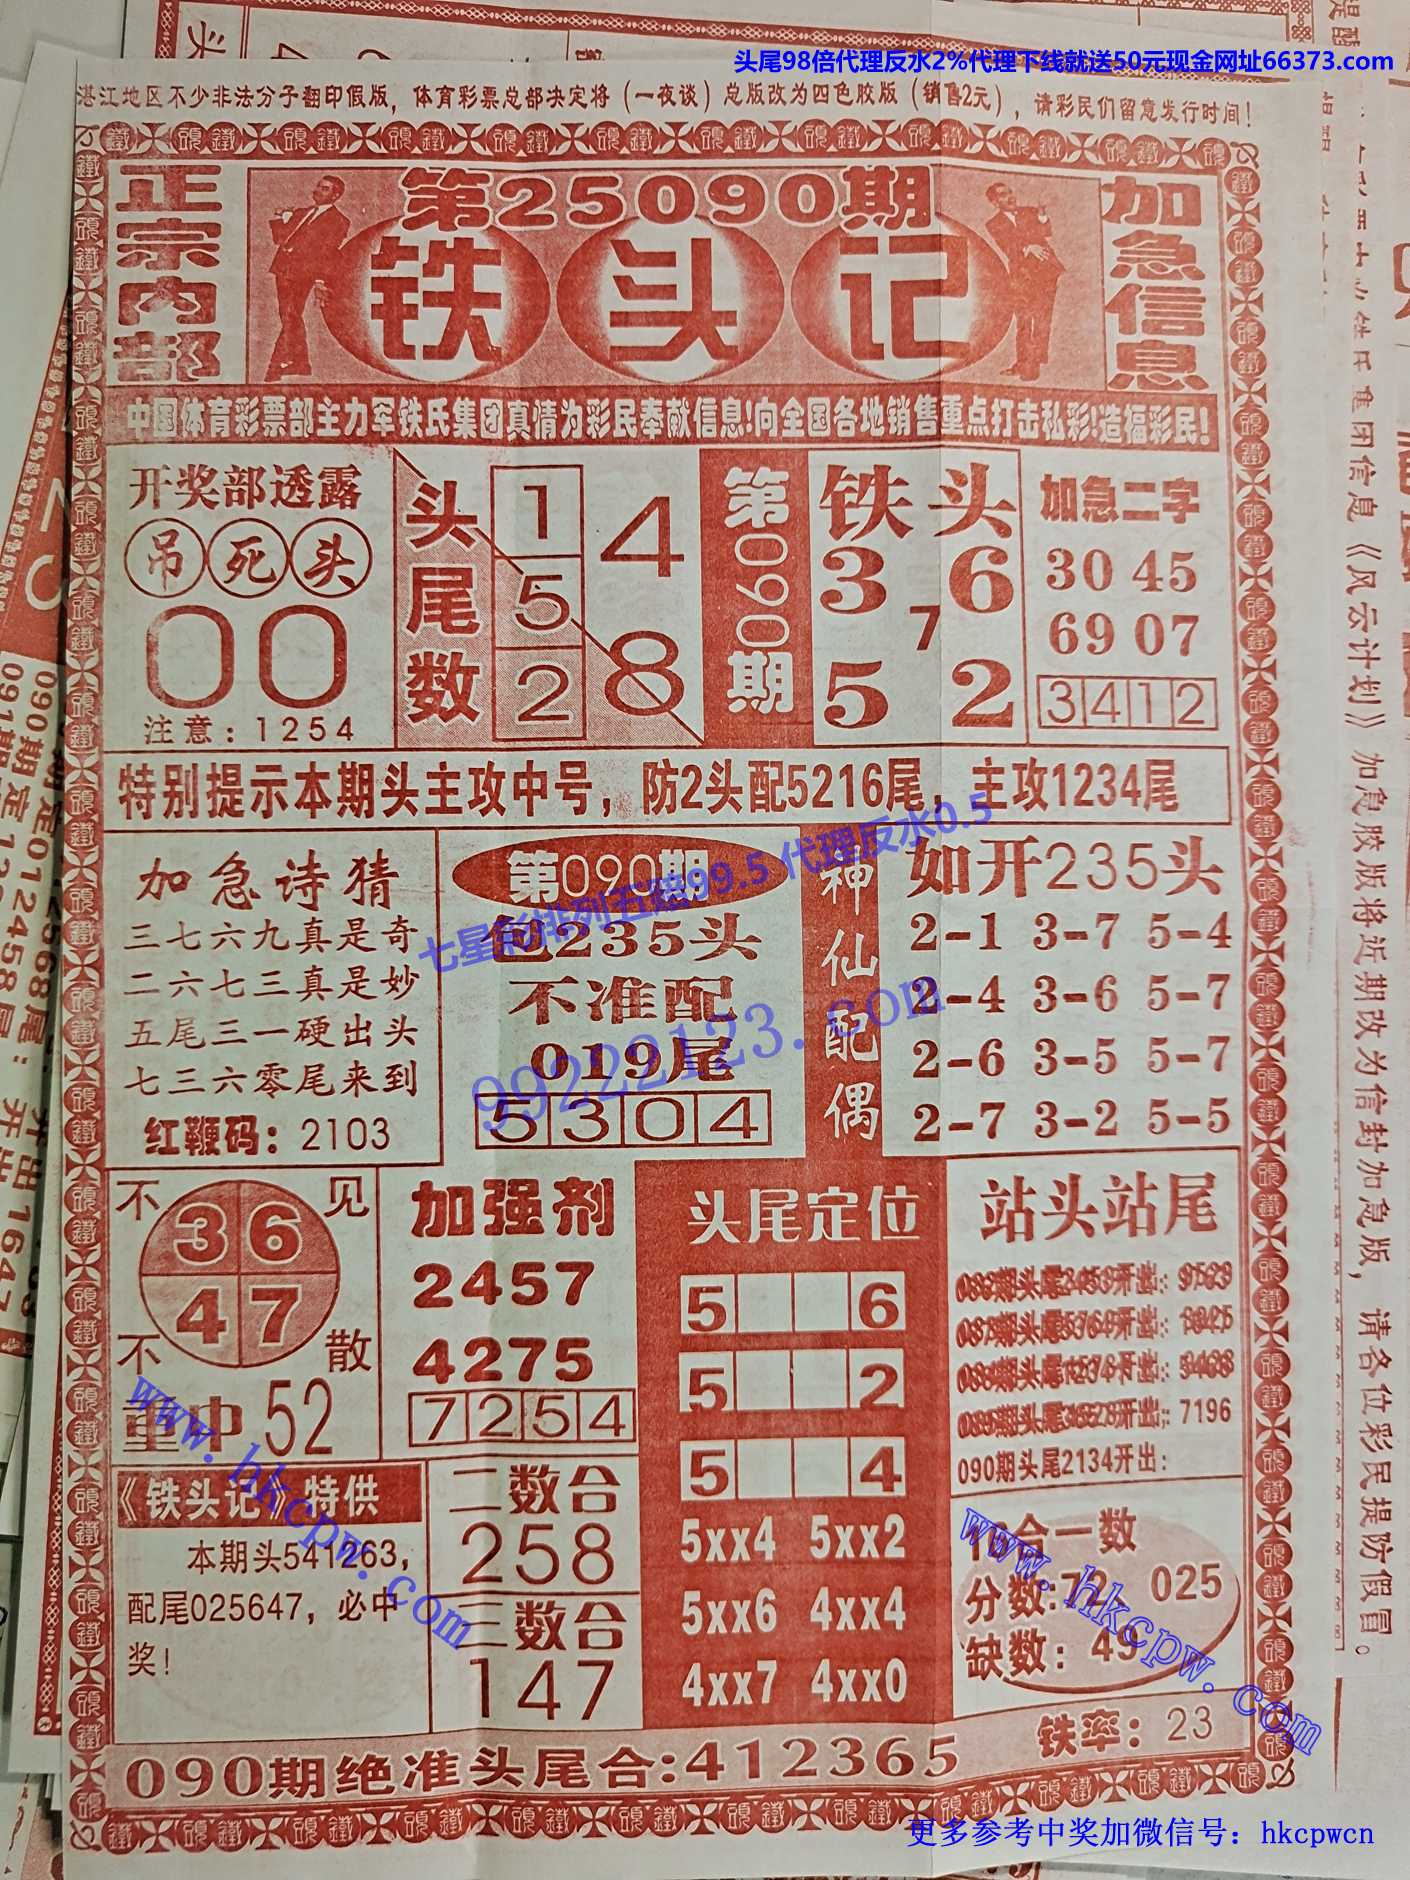 头尾98倍代理反水2%代理下线就送50元现金网址66373.com
湛江地区不少非法分子翻印假版，体育彩票总部决定将（一夜谈）总版改为四色胶版（销售2元），请彩民们留意发行时间！
正宗内部
第25090期
铁头记
加急信息
中国体育彩票部主力军铁氏集团真情为彩民奉献信息!向全国各地销售重点打击私彩!造福彩民!
开奖部透露
吊死头
00
注意：1254
头尾数
1
5
2
4
8
第090期
铁头
3 6
7
5 2
加急二字
30 45
69 07
3412
特别提示本期头主攻中号，防2头配5216尾，主攻1234尾
加急诗猜
三七六九真是奇
二六七三真是妙
五尾三一硬出头
七三六零尾来到
红鞭码：2103
第090期
包235头
不准配
019尾
5304
神仙配偶
如开235头
2-1 3-7 5-4
2-4 3-6 5-7
2-6 3-5 5-7
2-7 3-2 5-5
七星彩排列五赔99.5 代理反水0.5
99222123.com
不见
36
47
不散
重中52
加强剂
2457
4275
7254
头尾定位
5 6
5 2
5 4
5xx4 5xx2
5xx6 4xx4
4xx7 4xx0
站头站尾
7196
090期头尾2134开出：
《铁头记》特供
本期头541263，
配尾025647，必中
奖！
二数合
258
三数合
147
合一数
分数:72、025
缺数：49
www.hkcpw.com
www.hkcpw.com
090期绝准头尾合:412365
铁率：23
更多参考中奖加微信号：hkcpwcn
加急胶版将近期改为信封加急版，请各位彩民提防假冒。